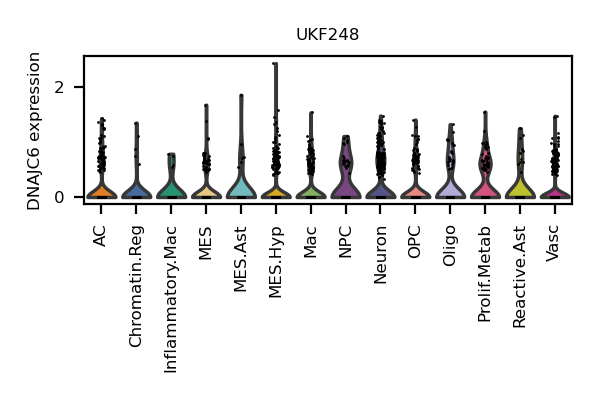 UKF248
DNAJC6 expression
2
0
AC
Chromatin.Reg
Inflammatory.Mac
MES
MES.Ast
MES.Hyp
Mac
NPC
Neuron
OPC
Oligo
Prolif.Metab
Reactive.Ast
Vasc